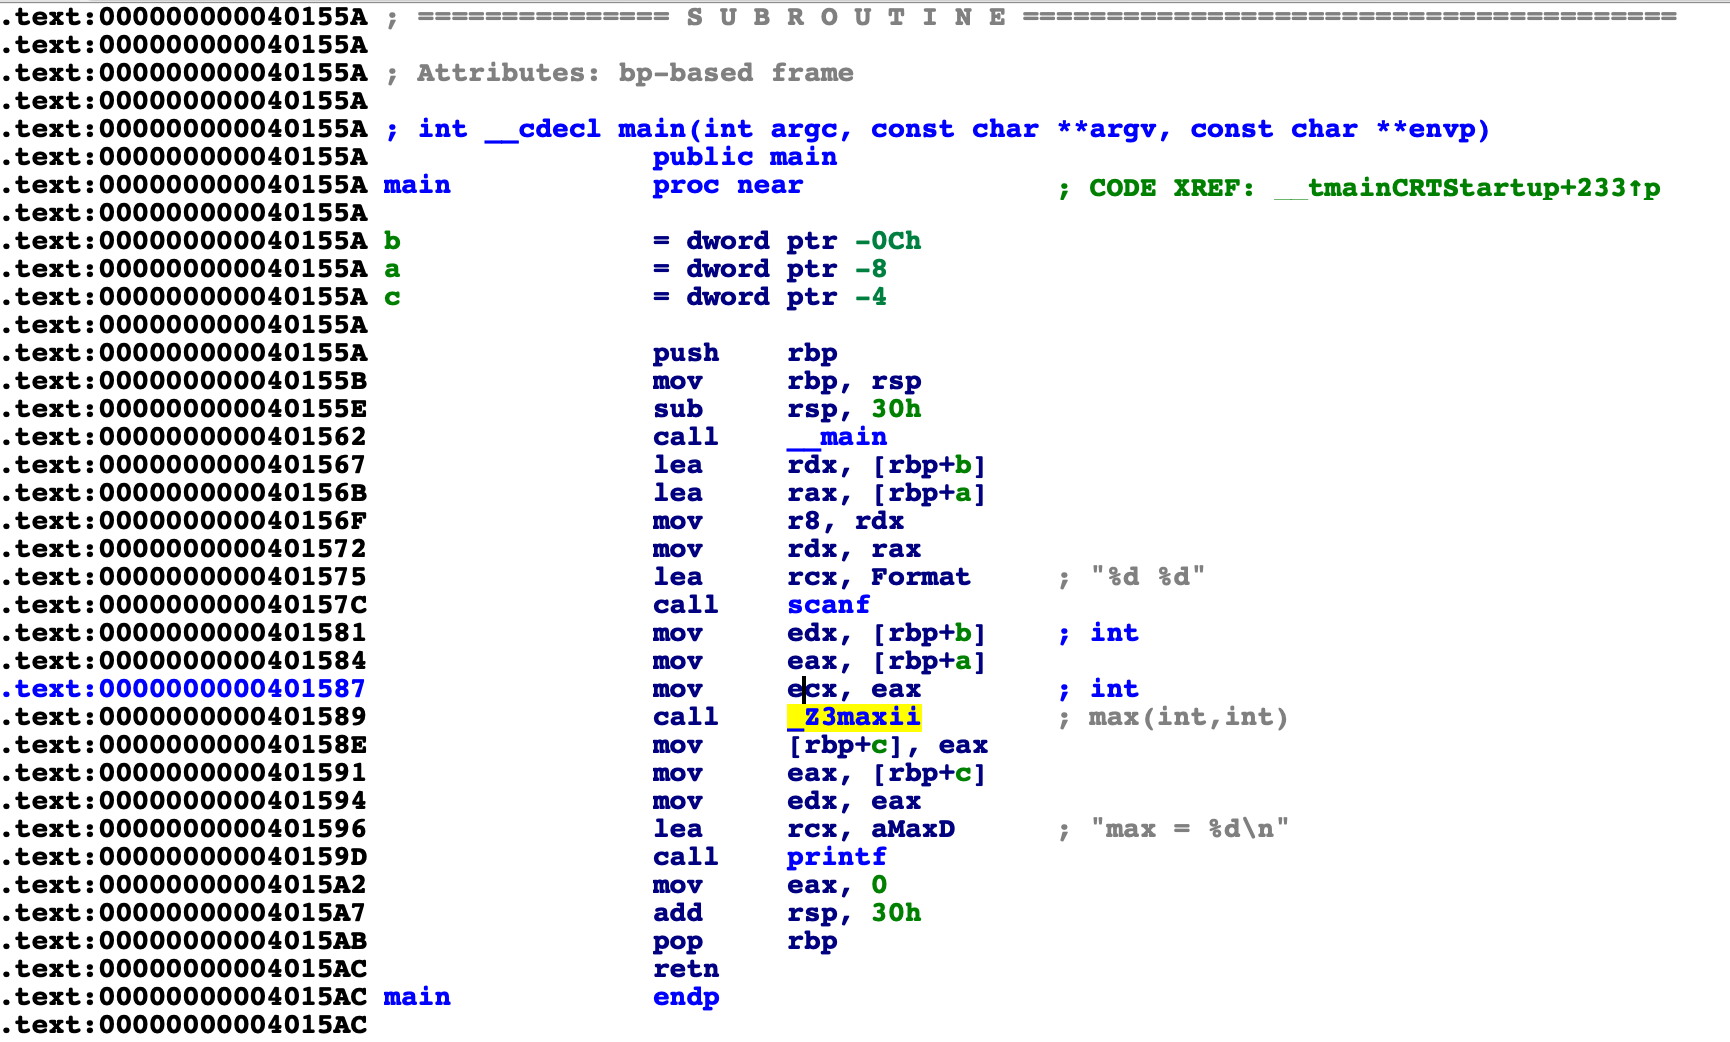 .text:000000000040155A ; =============== S U B R O U T I N E =======================================
.text:000000000040155A
.text:000000000040155A ; Attributes: bp-based frame
.text:000000000040155A
.text:000000000040155A ; int __cdecl main(int argc, const char **argv, const char **envp)
.text:000000000040155A                 public main
.text:000000000040155A main            proc near               ; CODE XREF: __tmainCRTStartup+233↑p
.text:000000000040155A
.text:000000000040155A b               = dword ptr -0Ch
.text:000000000040155A a               = dword ptr -8
.text:000000000040155A c               = dword ptr -4
.text:000000000040155A
.text:000000000040155A                 push    rbp
.text:000000000040155B                 mov     rbp, rsp
.text:000000000040155E                 sub     rsp, 30h
.text:0000000000401562                 call    __main
.text:0000000000401567                 lea     rdx, [rbp+b]
.text:000000000040156B                 lea     rax, [rbp+a]
.text:000000000040156F                 mov     r8, rdx
.text:0000000000401572                 mov     rdx, rax
.text:0000000000401575                 lea     rcx, Format     ; "%d %d"
.text:000000000040157C                 call    scanf
.text:0000000000401581                 mov     edx, [rbp+b]    ; int
.text:0000000000401584                 mov     eax, [rbp+a]
.text:0000000000401587                 mov     ecx, eax        ; int
.text:0000000000401589                 call    _Z3maxii        ; max(int,int)
.text:000000000040158E                 mov     [rbp+c], eax
.text:0000000000401591                 mov     eax, [rbp+c]
.text:0000000000401594                 mov     edx, eax
.text:0000000000401596                 lea     rcx, aMaxD      ; "max = %d\n"
.text:000000000040159D                 call    printf
.text:00000000004015A2                 mov     eax, 0
.text:00000000004015A7                 add     rsp, 30h
.text:00000000004015AB                 pop     rbp
.text:00000000004015AC                 retn
.text:00000000004015AC main            endp
.text:00000000004015AC